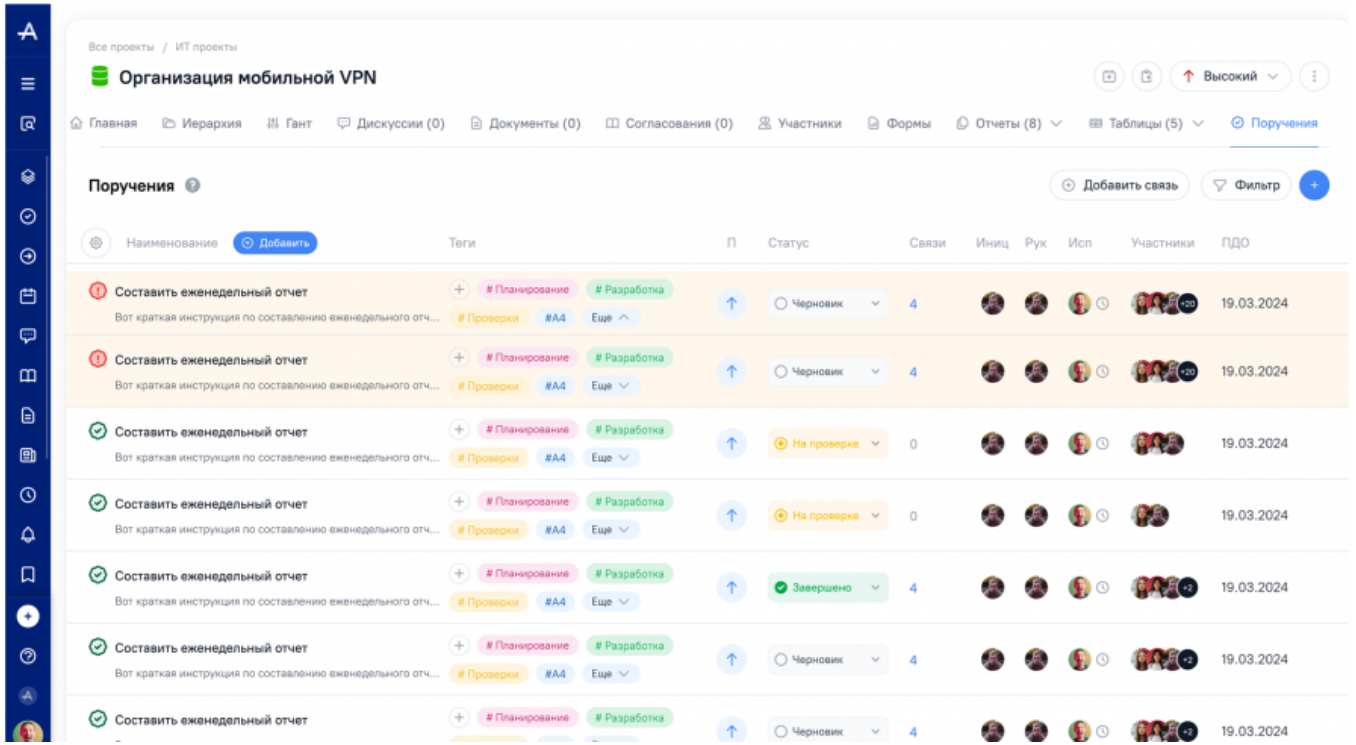 Все проекты / ИТ проекты
Организация мобильной VPN
Высокий
Главная Иерархия Гант Дискуссии (0) Документы (0) Согласования (0) Участники Формы Отчеты (8) Таблицы (5) Поручения
Поручения ? Добавить связь Фильтр +
Наименование Добавить Теги П Статус Связи Иниц Рук Исп Участники ПДО
Составить еженедельный отчет + # Планирование # Разработка
Черновик 4 +20 19.03.2024
Вот краткая инструкция по составлению еженедельного отч... # Проверки #А4 Еще
Составить еженедельный отчет + # Планирование # Разработка
Черновик 4 +20 19.03.2024
Вот краткая инструкция по составлению еженедельного отч... # Проверки #А4 Еще
Составить еженедельный отчет + # Планирование # Разработка
На проверке 0 19.03.2024
Вот краткая инструкция по составлению еженедельного отч... # Проверки #А4 Еще
Составить еженедельный отчет + # Планирование # Разработка
На проверке 0 19.03.2024
Вот краткая инструкция по составлению еженедельного отч... # Проверки #А4 Еще
Составить еженедельный отчет + # Планирование # Разработка
Завершено 4 +2 19.03.2024
Вот краткая инструкция по составлению еженедельного отч... # Проверки #А4 Еще
Составить еженедельный отчет + # Планирование # Разработка
Черновик 4 +2 19.03.2024
Вот краткая инструкция по составлению еженедельного отч... # Проверки #А4 Еще
Составить еженедельный отчет + # Планирование # Разработка
Черновик 4 +2 19.03.2024